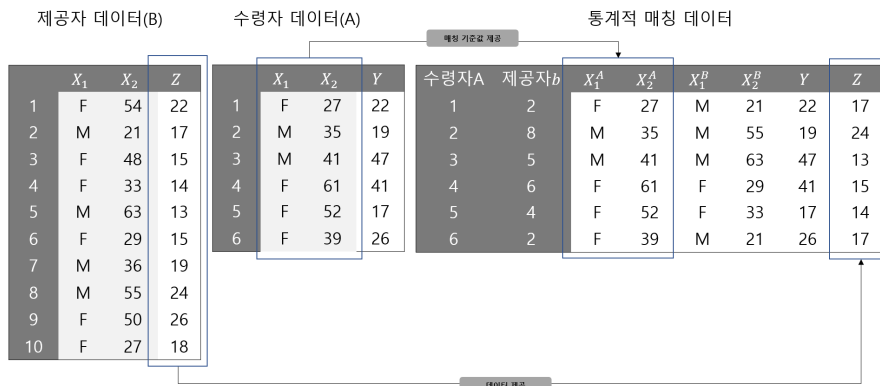 제공자 데이터(B)
수령자 데이터(A)
통계적 매칭 데이터
매칭 기준값 제공
X₁ X₂ Z
1 F 54 22
2 M 21 17
3 F 48 15
4 F 33 14
5 M 63 13
6 F 29 15
7 M 36 19
8 M 55 24
9 F 50 26
10 F 27 18
X₁ X₂ Y
1 F 27 22
2 M 35 19
3 M 41 47
4 F 61 41
5 F 52 17
6 F 39 26
수령자A 제공자b X₁ᴬ X₂ᴬ X₁ᴮ X₂ᴮ Y Z
1 2 F 27 M 21 22 17
2 8 M 35 M 55 19 24
3 5 M 41 M 63 47 13
4 6 F 61 F 29 41 15
5 4 F 52 F 33 17 14
6 2 F 39 M 21 26 17
데이터 제공